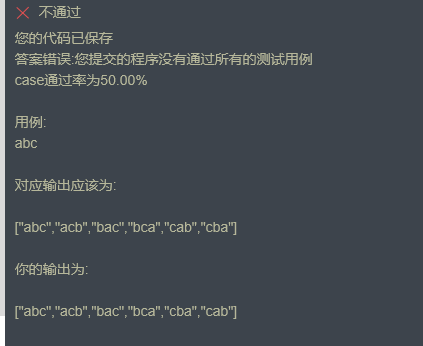 不通过
您的代码已保存
答案错误:您提交的程序没有通过所有的测试用例
case通过率为50.00%
用例:
abc
对应输出应该为:
["abc","acb","bac","bca","cab","cba"]
你的输出为:
["abc","acb","bac","bca","cba","cab"]